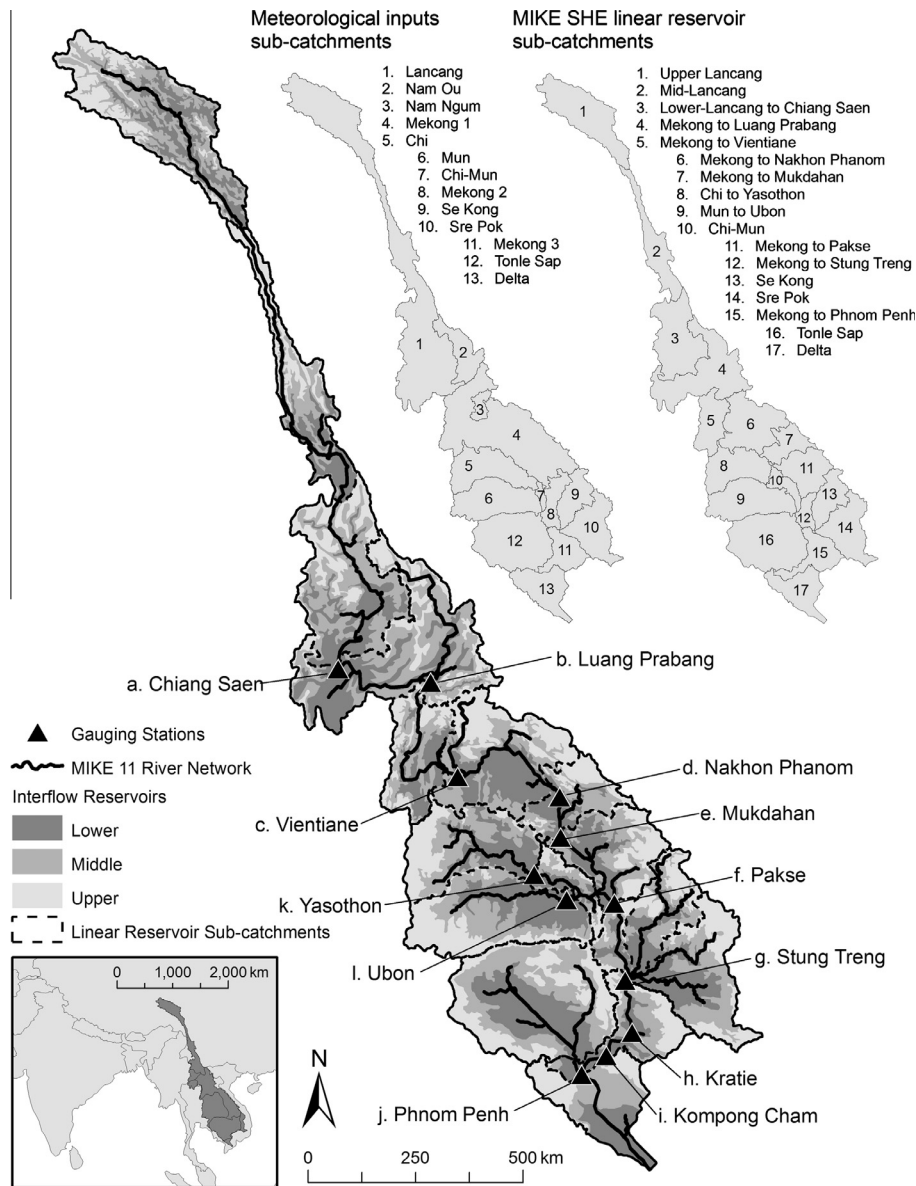 Meteorological inputs
sub-catchments
1. Lancang
2. Nam Ou
3. Nam Ngum
4. Mekong 1
5. Chi
6. Mun
7. Chi-Mun
8. Mekong 2
9. Se Kong
10. Sre Pok
11. Mekong 3
12. Tonle Sap
13. Delta
1
2
3
4
5
6
7
8
9
10
11
12
13
MIKE SHE linear reservoir
sub-catchments
1. Upper Lancang
2. Mid-Lancang
3. Lower-Lancang to Chiang Saen
4. Mekong to Luang Prabang
5. Mekong to Vientiane
6. Mekong to Nakhon Phanom
7. Mekong to Mukdahan
8. Chi to Yasothon
9. Mun to Ubon
10. Chi-Mun
11. Mekong to Pakse
12. Mekong to Stung Treng
13. Se Kong
14. Sre Pok
15. Mekong to Phnom Penh
16. Tonle Sap
17. Delta
1
2
3
4
5
6
7
8
11
10
9
13
12
14
16
15
17
a. Chiang Saen
b. Luang Prabang
c. Vientiane
d. Nakhon Phanom
e. Mukdahan
f. Pakse
k. Yasothon
l. Ubon
g. Stung Treng
h. Kratie
j. Phnom Penh
i. Kompong Cham
Gauging Stations
MIKE 11 River Network
Interflow Reservoirs
Lower
Middle
Upper
Linear Reservoir Sub-catchments
0 1,000 2,000 km
N
0 250 500 km